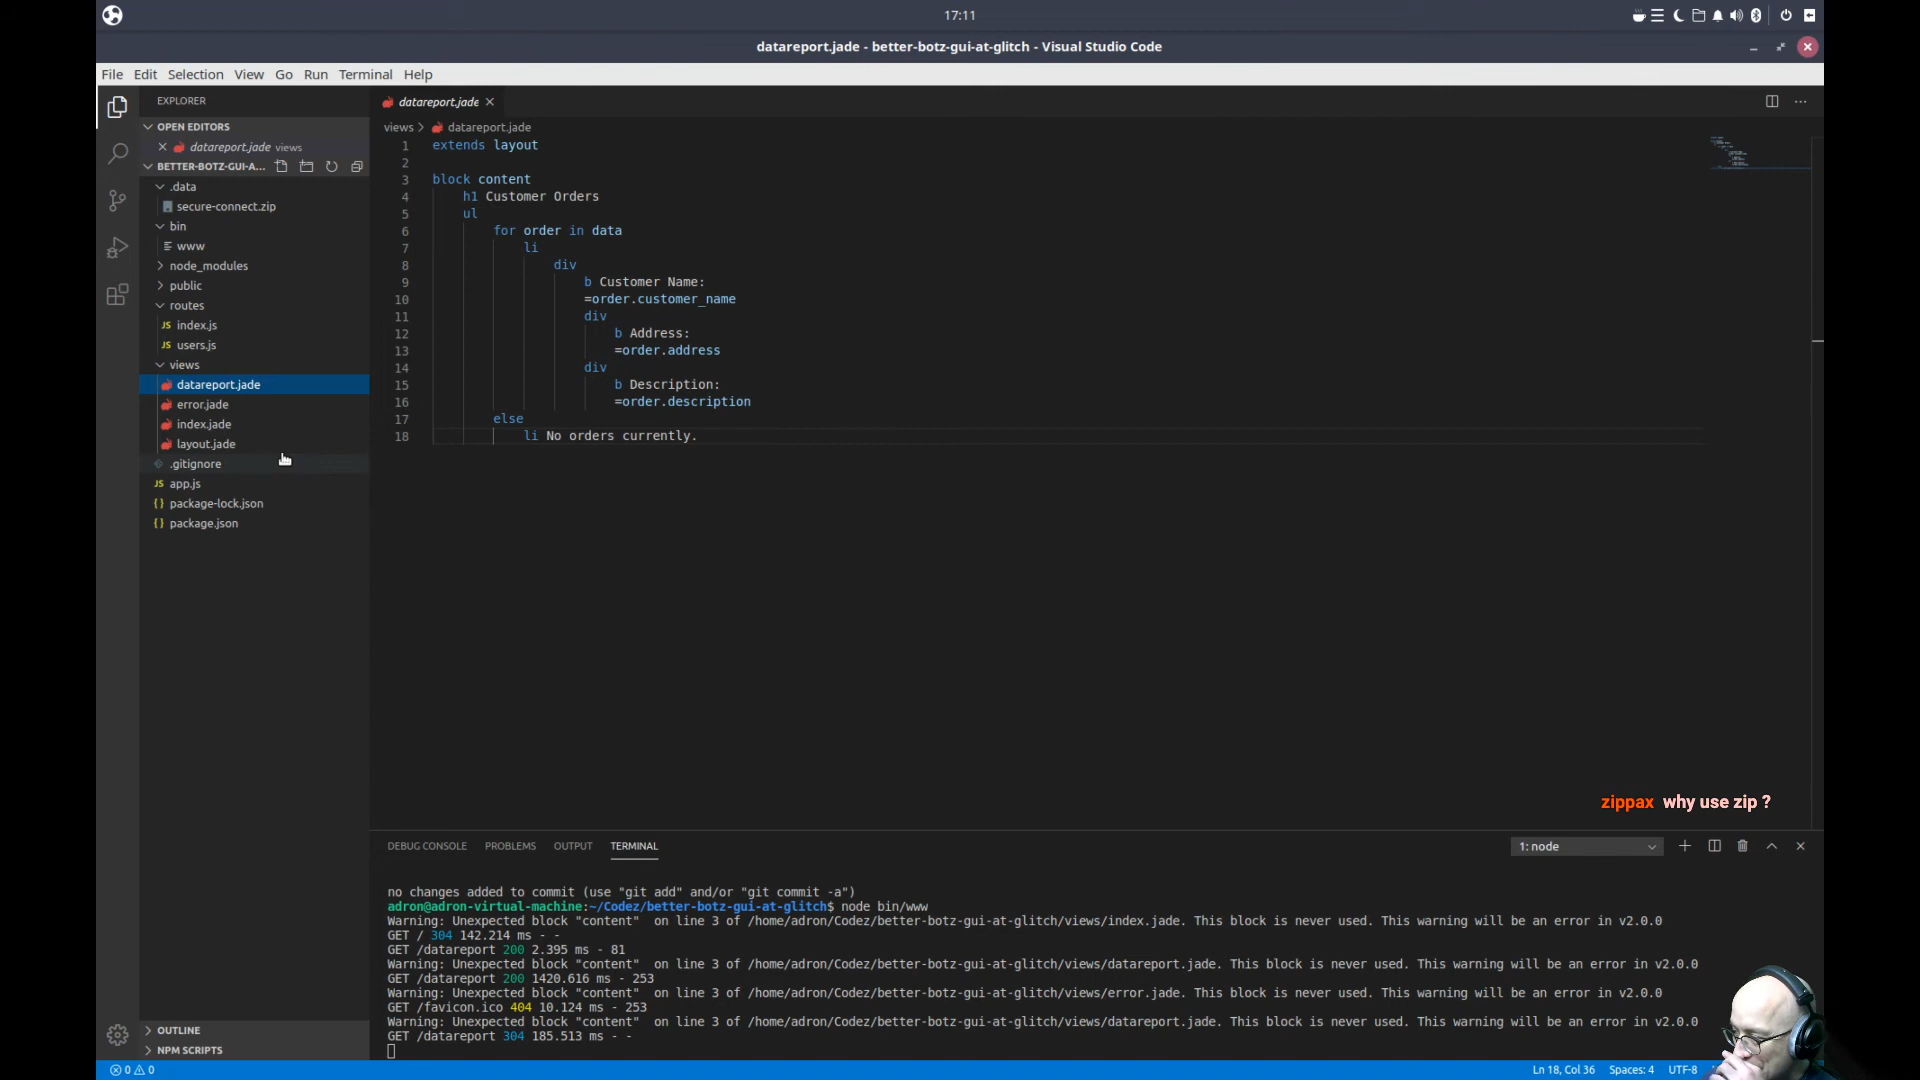 17:11
datareport.jade - better-botz-gui-at-glitch - Visual Studio Code
File Edit Selection View Go Run Terminal Help
EXPLORER
OPEN EDITORS
datareport.jade views
BETTER-BOTZ-GUI-A...
.data
secure-connect.zip
bin
www
node_modules
public
routes
JS index.js
JS users.js
views
datareport.jade
error.jade
index.jade
layout.jade
.gitignore
JS app.js
{ } package-lock.json
{ } package.json
OUTLINE
NPM SCRIPTS
datareport.jade
views > datareport.jade
1 extends layout
2
3 block content
4 h1 Customer Orders
5 ul
6 for order in data
7 li
8 div
9 b Customer Name:
10 =order.customer_name
11 div
12 b Address:
13 =order.address
14 div
15 b Description:
16 =order.description
17 else
18 li No orders currently.
zippax why use zip ?
DEBUG CONSOLE PROBLEMS OUTPUT TERMINAL
1: node
no changes added to commit (use "git add" and/or "git commit -a")
adron@adron-virtual-machine:~/Codez/better-botz-gui-at-glitch$ node bin/www
Warning: Unexpected block "content"  on line 3 of /home/adron/Codez/better-botz-gui-at-glitch/views/index.jade. This block is never used. This warning will be an error in v2.0.0
GET / 304 142.214 ms - -
GET /datareport 200 2.395 ms - 81
Warning: Unexpected block "content"  on line 3 of /home/adron/Codez/better-botz-gui-at-glitch/views/datareport.jade. This block is never used. This warning will be an error in v2.0.0
GET /datareport 200 1420.616 ms - 253
Warning: Unexpected block "content"  on line 3 of /home/adron/Codez/better-botz-gui-at-glitch/views/error.jade. This block is never used. This warning will be an error in v2.0.0
GET /favicon.ico 404 10.124 ms - 253
Warning: Unexpected block "content"  on line 3 of /home/adron/Codez/better-botz-gui-at-glitch/views/datareport.jade. This block is never used. This warning will be an error in v2.0.0
GET /datareport 304 185.513 ms - -
0 0
Ln 18, Col 36 Spaces: 4 UTF-8